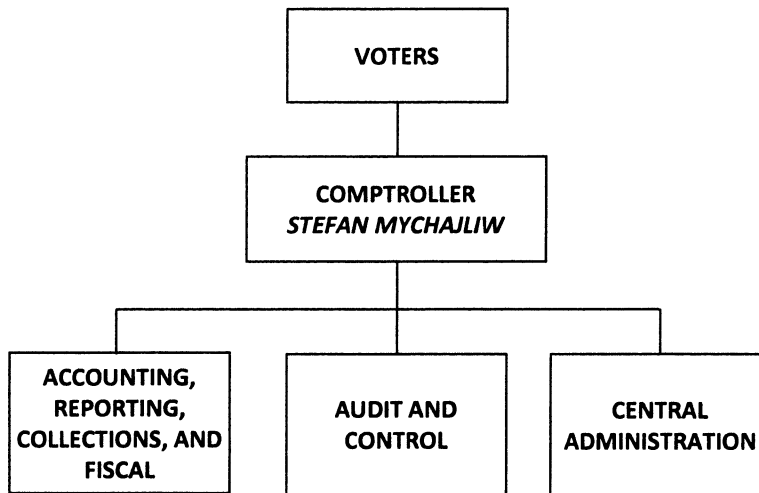 VOTERS
COMPTROLLER
STEFAN MYCHAJLIW
ACCOUNTING,
REPORTING,
COLLECTIONS, AND
FISCAL
AUDIT AND
CONTROL
CENTRAL
ADMINISTRATION